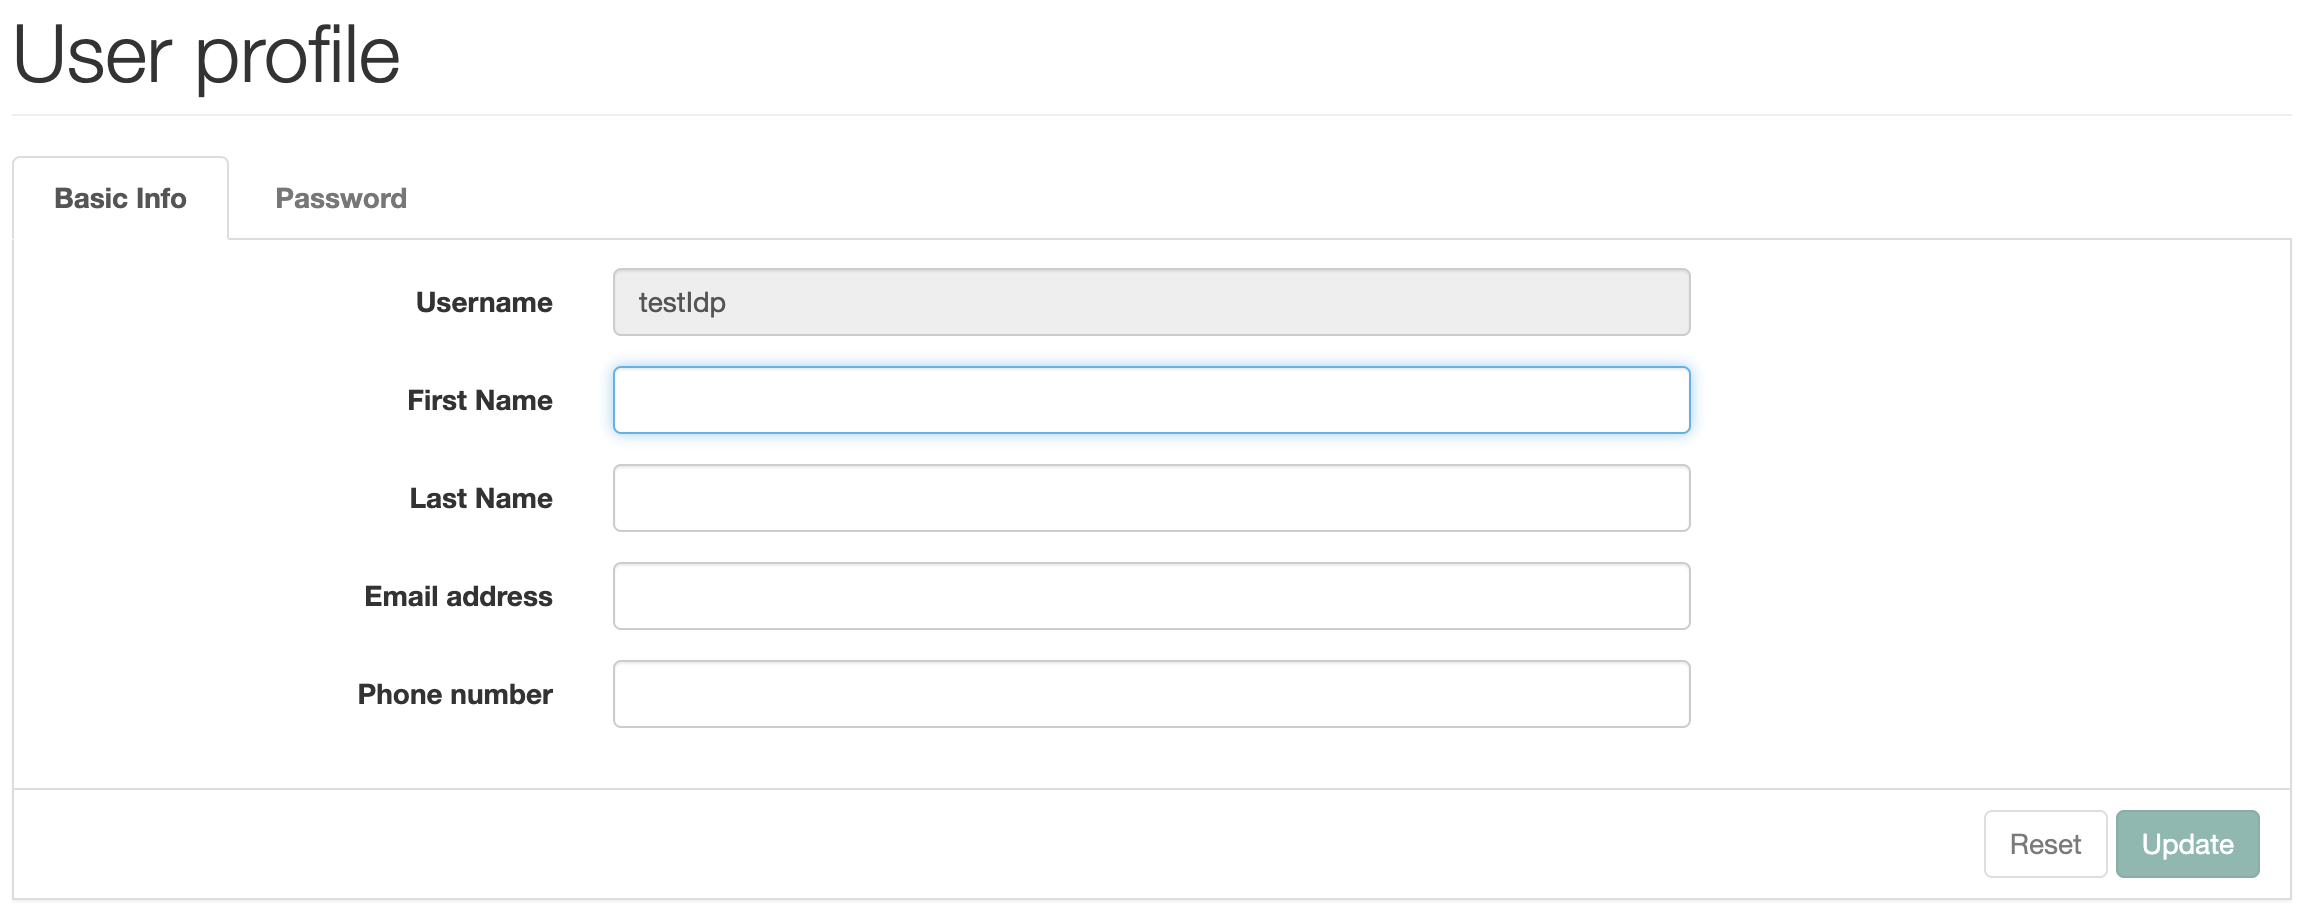 User profile
Basic Info
Password
Username
testIdp
First Name
Last Name
Email address
Phone number
Reset
Update